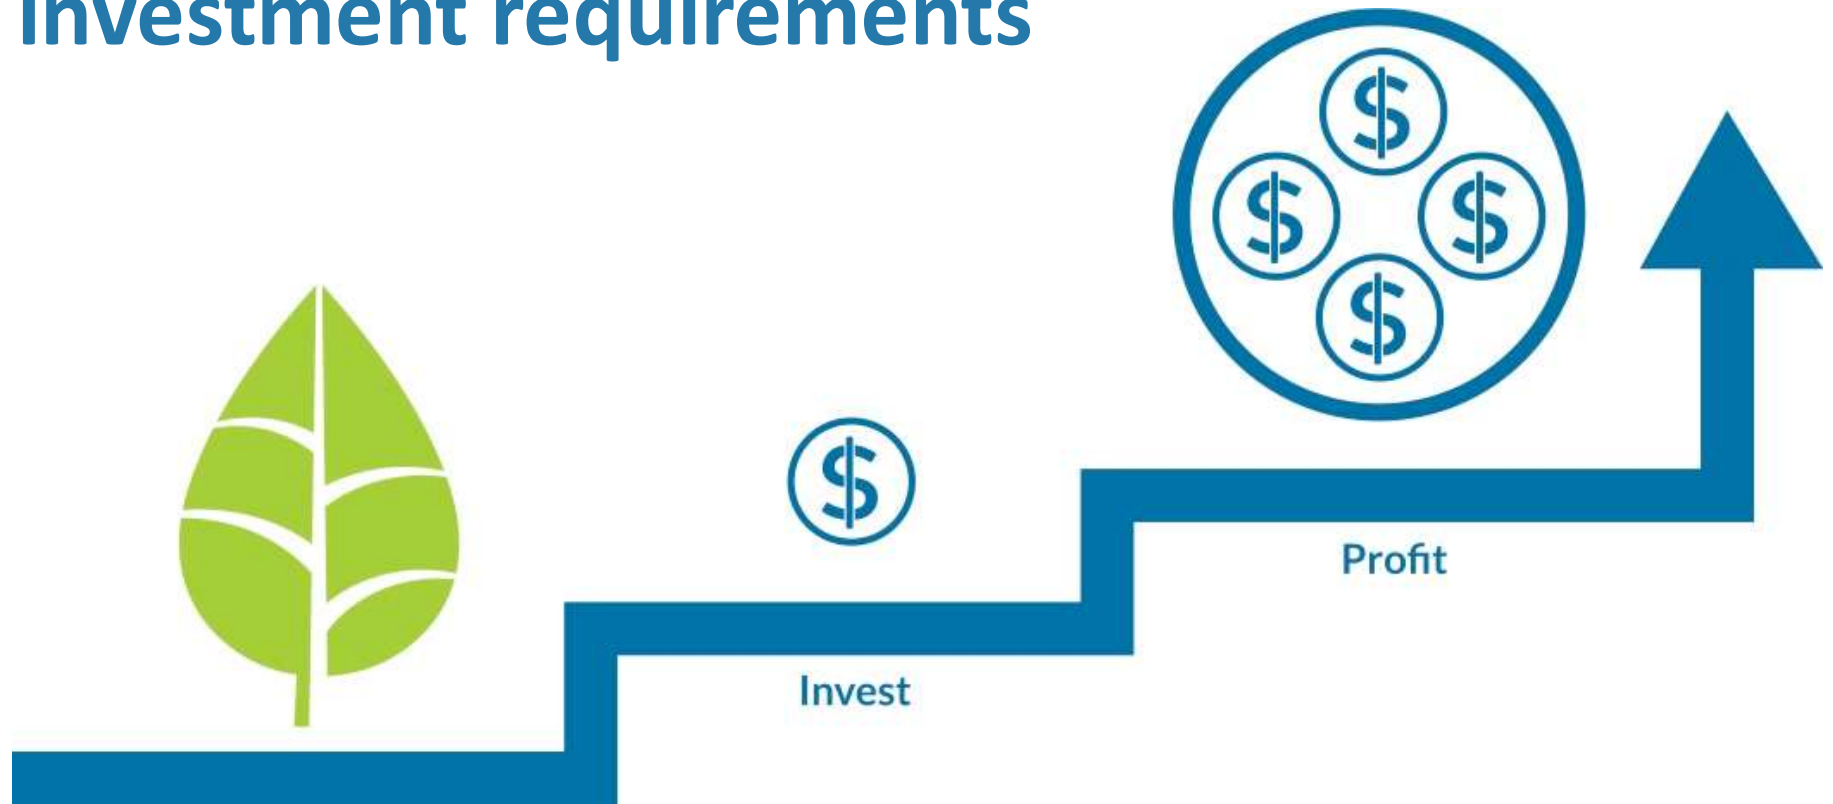 Investment requirements
$
$ $
$
$
Profit
Invest